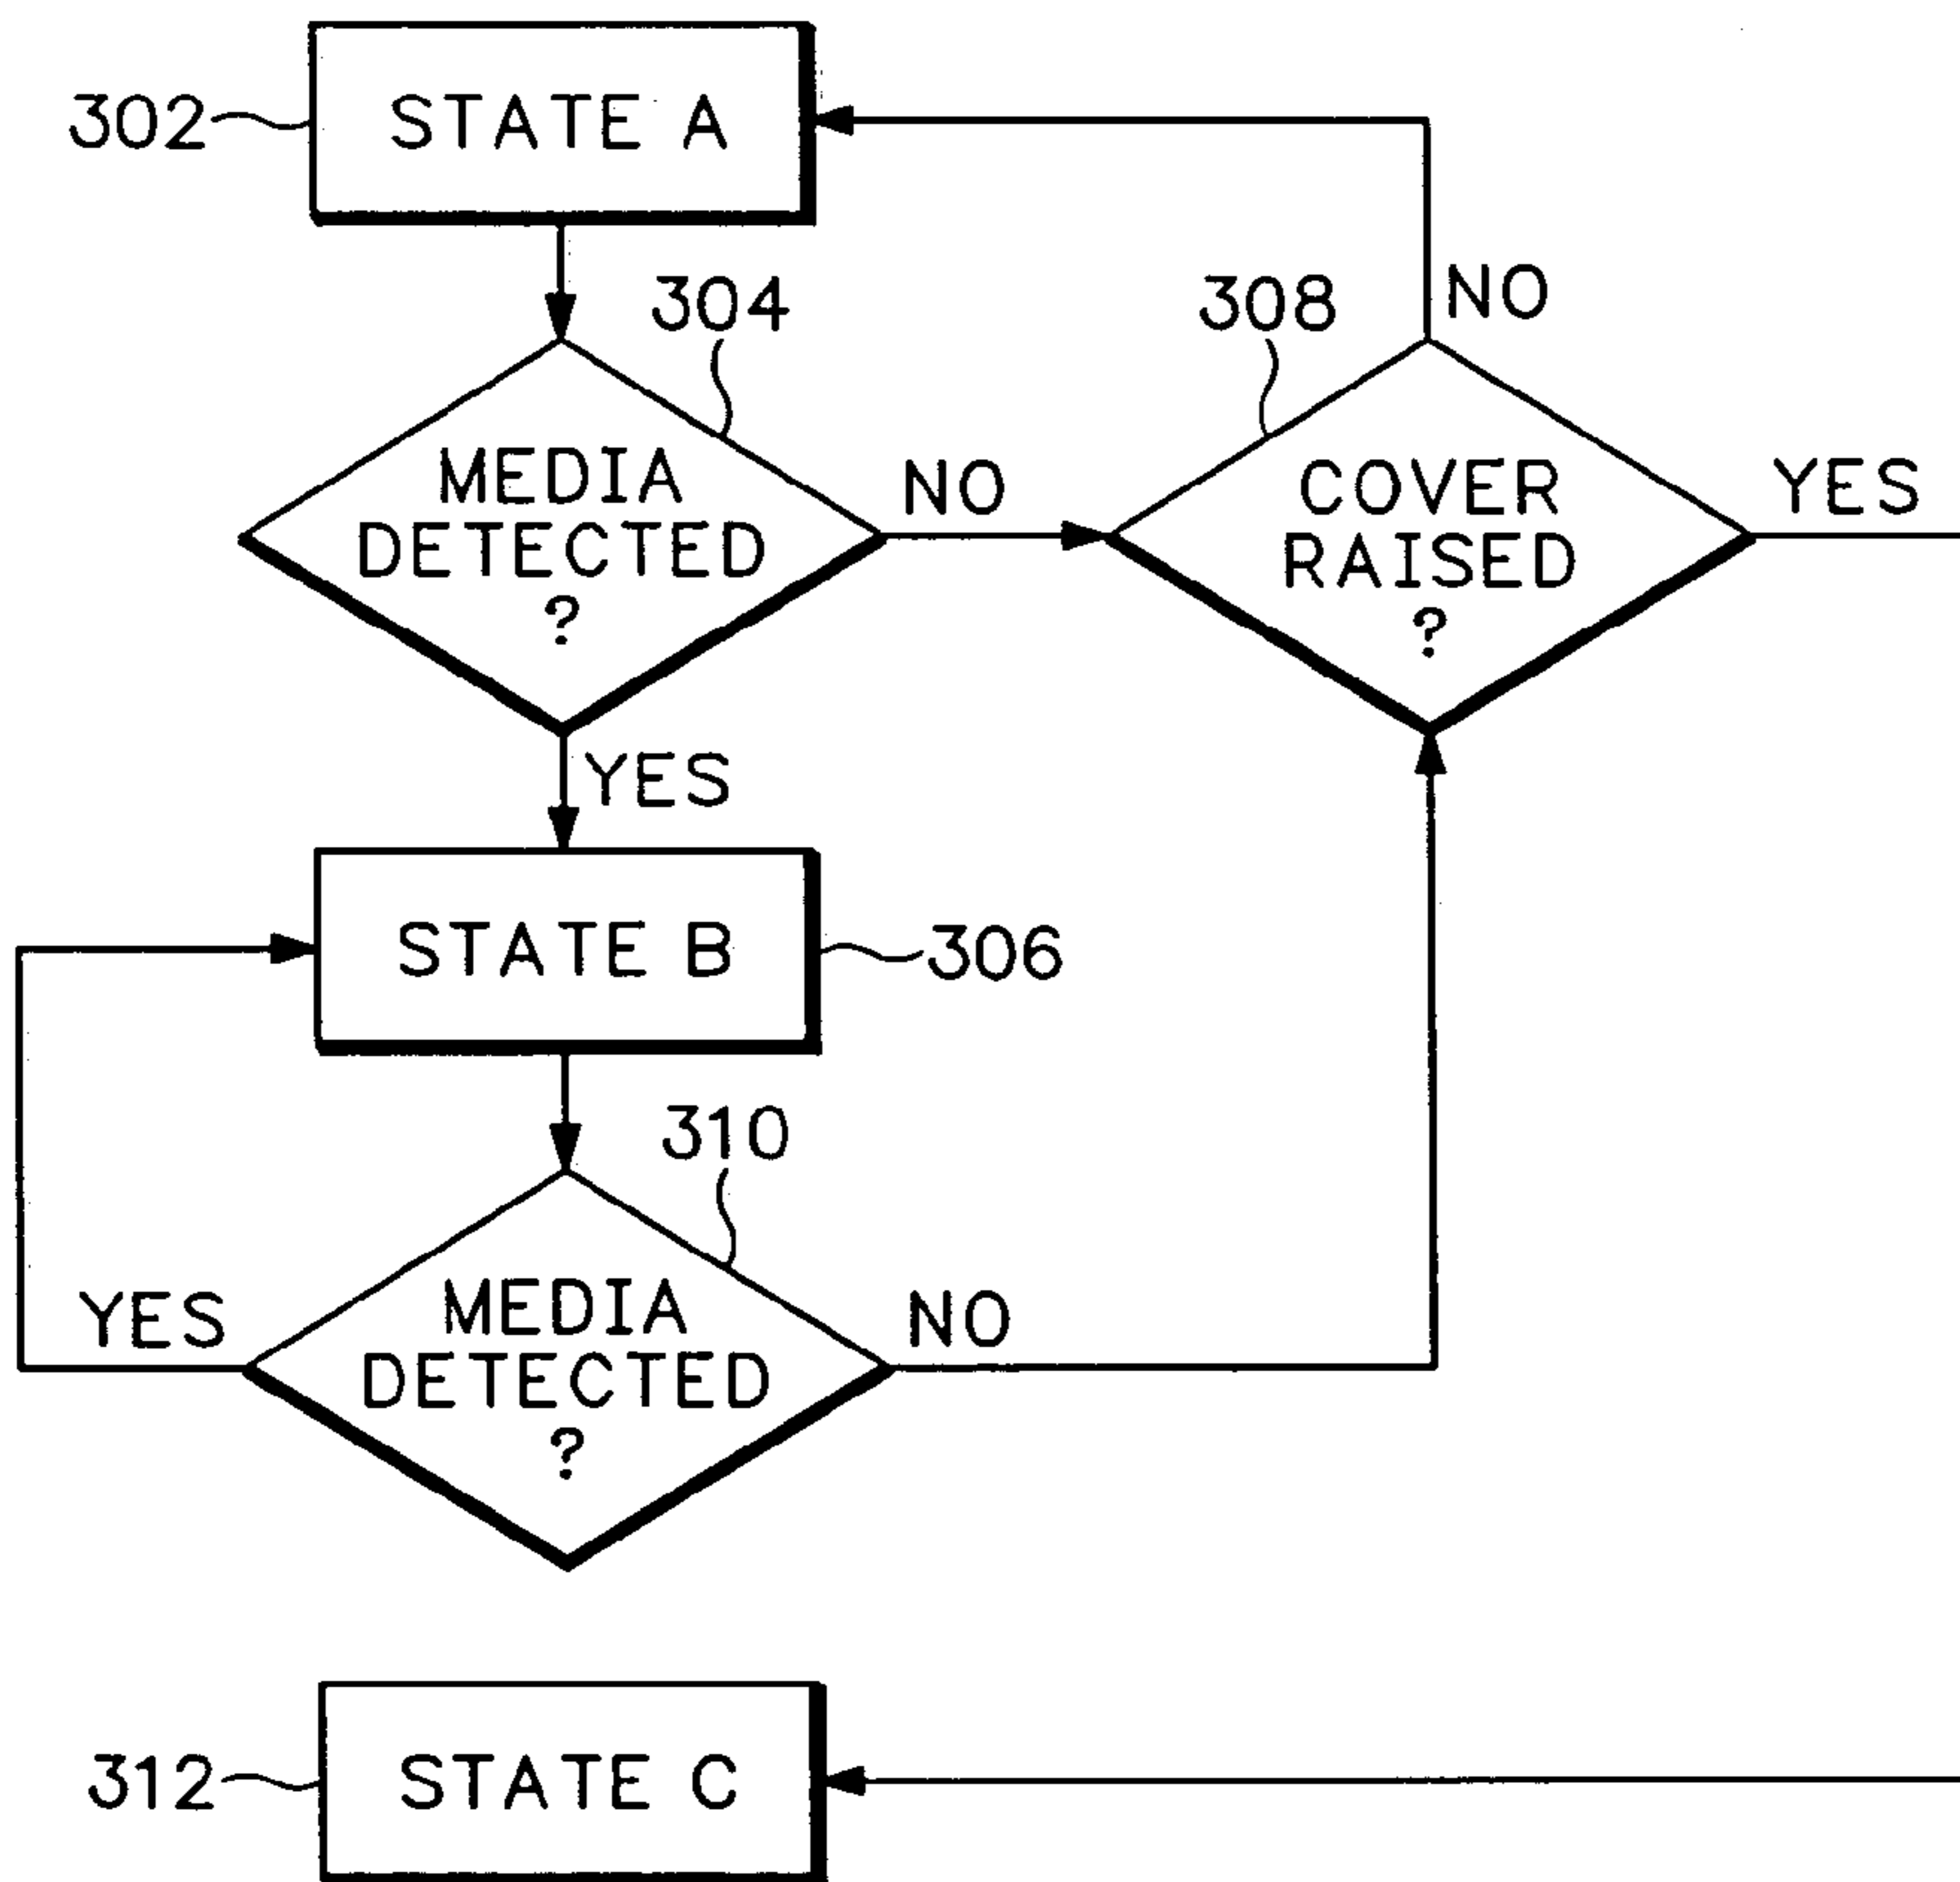 302
STATE A
304
308
NO
MEDIA
DETECTED
?
NO
COVER
RAISED
?
YES
YES
STATE B
306
310
MEDIA
DETECTED
?
YES
NO
312
STATE C